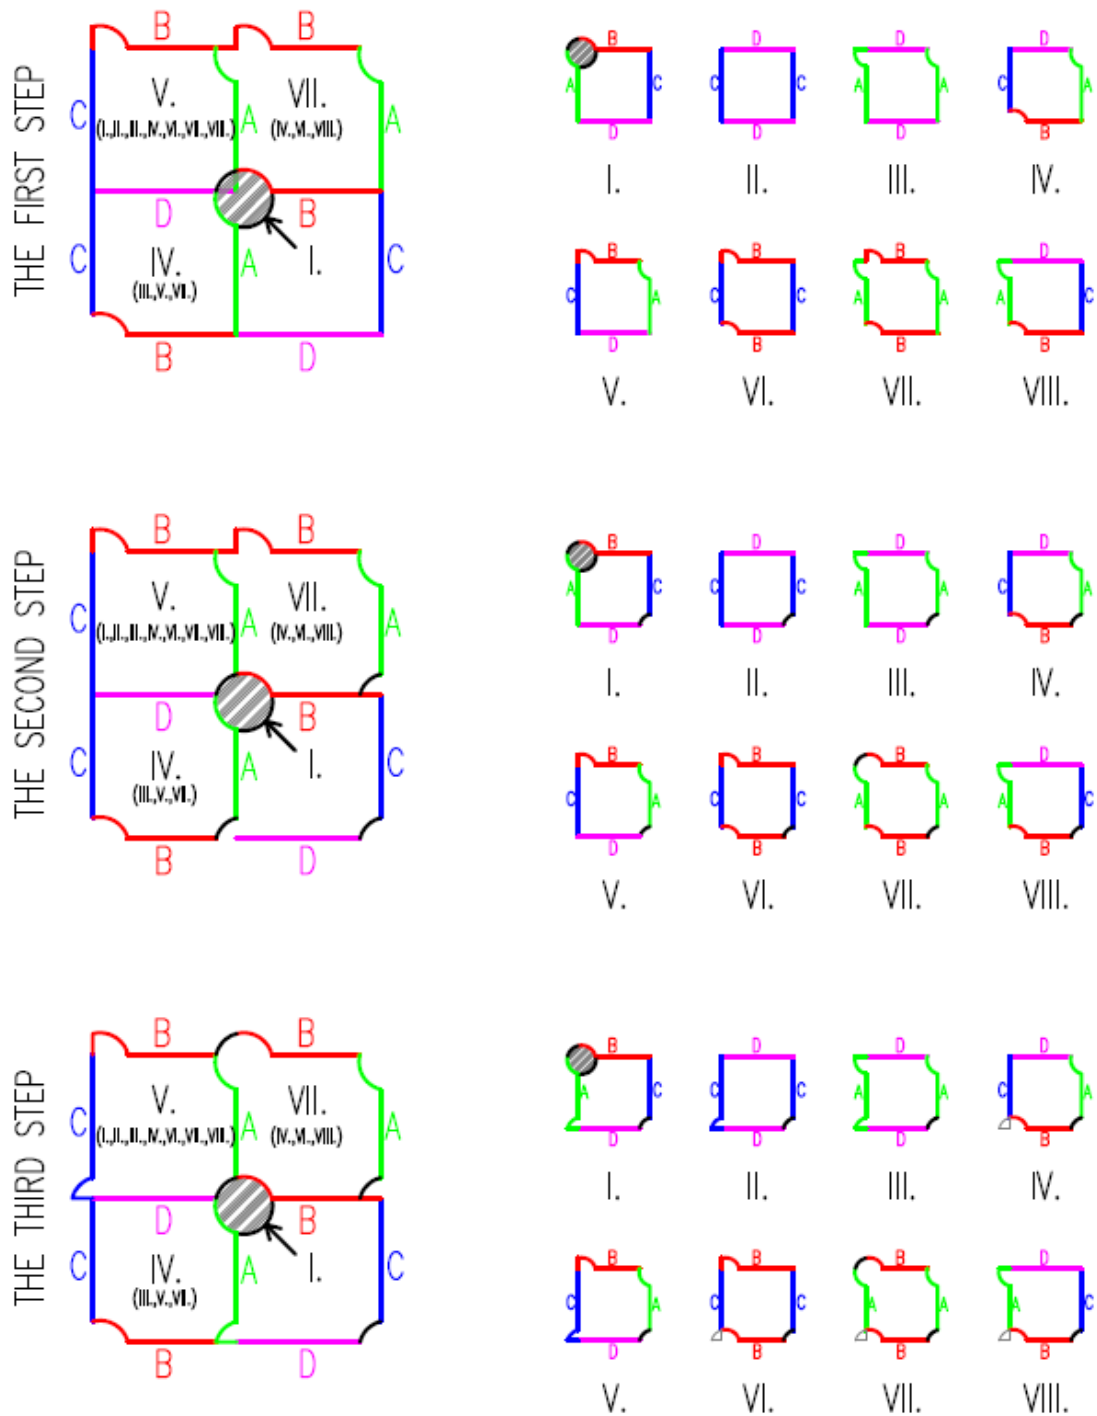 THE FIRST STEP
B B
C V. A VII. A
(I.,II.,III.,IV.,VI.,VII.,VIII.) (IV.,VI.,VIII.)
D B
C IV. A I. C
(III.,V.,VII.)
B D
B D D D
A C C C A A C A
D D D B
I. II. III. IV.
B B B D
C A C C A A A C
D B B B
V. VI. VII. VIII.
THE SECOND STEP
B B
C V. A VII. A
(I.,II.,III.,IV.,VI.,VII.,VIII.) (IV.,VI.,VIII.)
D B
C IV. A I. C
(III.,V.,VII.)
B D
B D D D
A C C C A A C A
D D D B
I. II. III. IV.
B B B D
C A C C A A A C
D B B B
V. VI. VII. VIII.
THE THIRD STEP
B B
C V. A VII. A
(I.,II.,III.,IV.,VI.,VII.,VIII.) (IV.,VI.,VIII.)
D B
C IV. A I. C
(III.,V.,VII.)
B D
B D D D
A C C C A A C A
D D D B
I. II. III. IV.
B B B D
C A C C A A A C
D B B B
V. VI. VII. VIII.